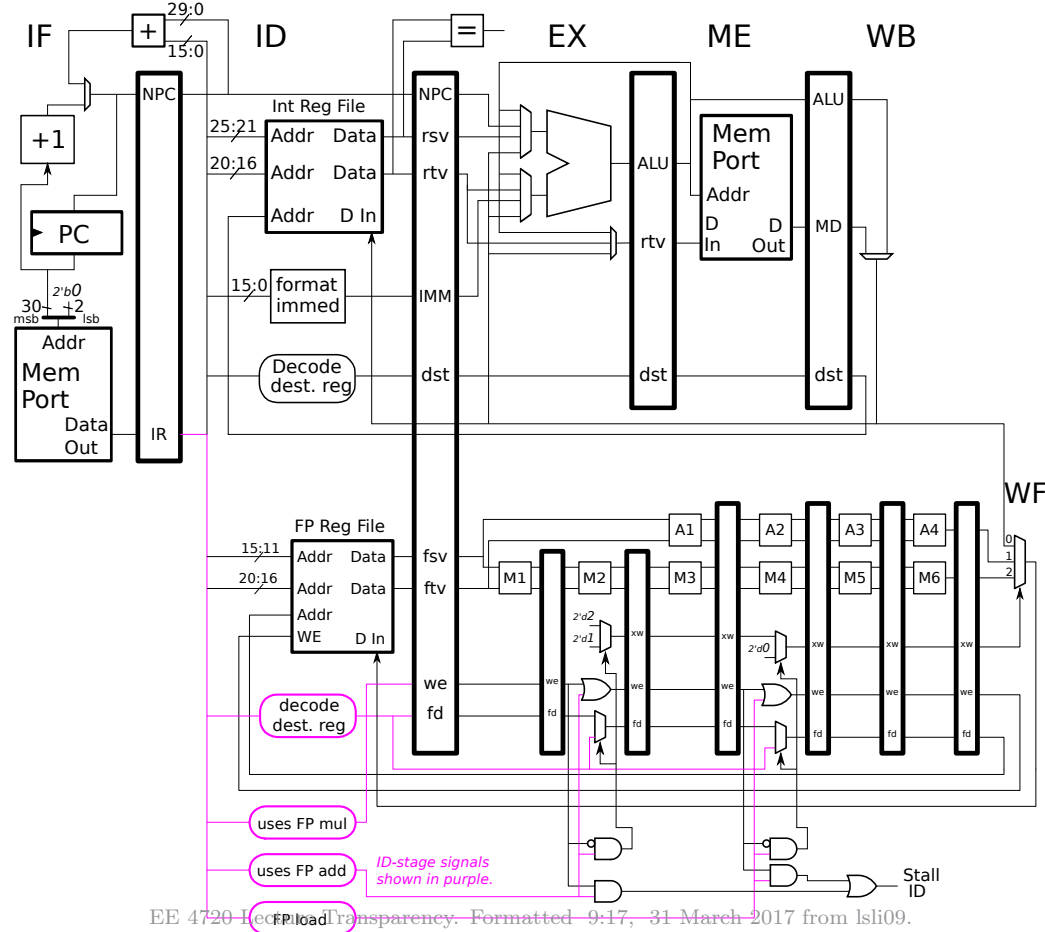 IF
29:0
+
15:0
ID
=
EX
ME
WB
NPC
+1
PC
30
2'b0
2
msb
lsb
Addr
Mem
Port
Data
Out
IR
25:21
20:16
Int Reg File
Addr Data
Addr Data
Addr D In
15:0
format
immed
Decode
dest. reg
NPC
rsv
rtv
IMM
dst
ALU
rtv
dst
Mem
Port
Addr
D
In
D
Out
ALU
MD
dst
WF
FP Reg File
15:11
20:16
Addr Data
Addr Data
Addr
WE
D In
fsv
ftv
we
fd
A1
A2
A3
A4
M1
M2
M3
M4
M5
M6
0
1
2
2'd2
2'd1
xw
xw
2'd0
xw
xw
xw
we
we
we
we
we
we
fd
fd
fd
fd
fd
fd
decode
dest. reg
uses FP mul
uses FP add
FP load
ID-stage signals
shown in purple.
Stall
ID
EE 4720 Lecture Transparency. Formatted 9:17, 31 March 2017 from lsli09.